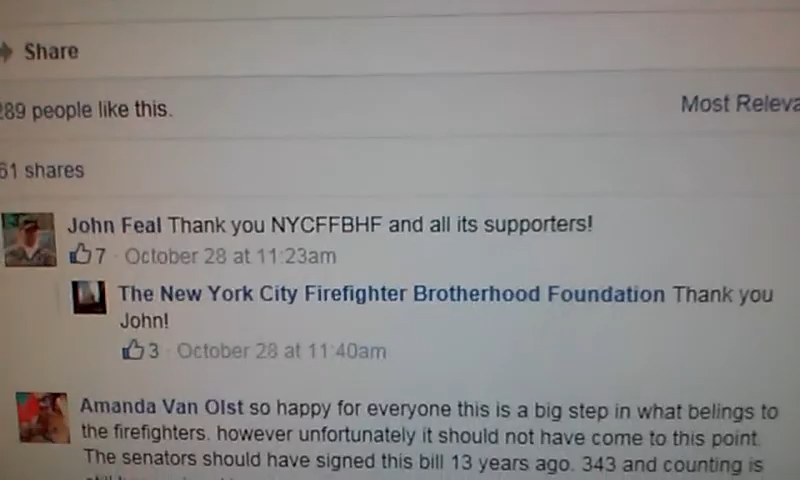 Share
289 people like this.
Most Releva
61 shares
John Feal Thank you NYCFFBHF and all its supporters!
7 · October 28 at 11:23am
The New York City Firefighter Brotherhood Foundation Thank you
John!
3 · October 28 at 11:40am
Amanda Van Olst so happy for everyone this is a big step in what belings to
the firefighters. however unfortunately it should not have come to this point.
The senators should have signed this bill 13 years ago. 343 and counting is